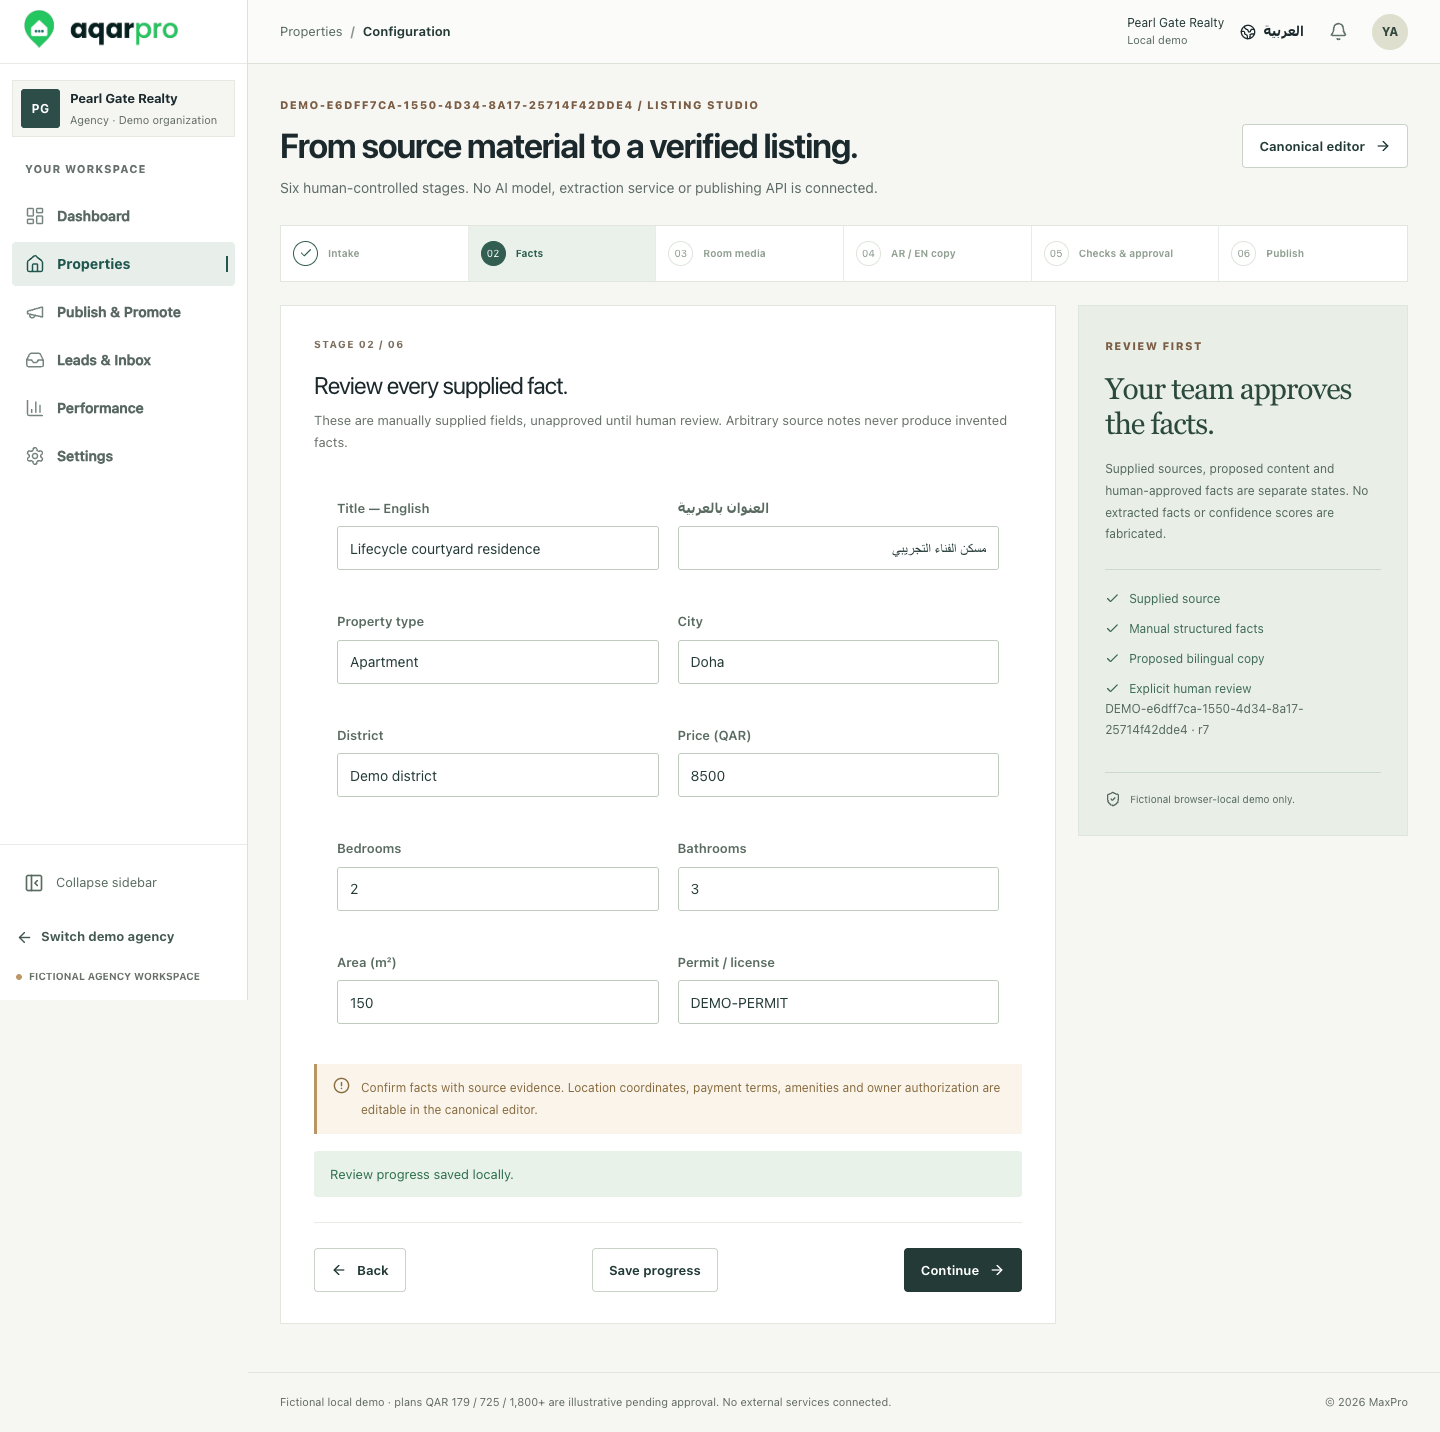 aqarpro
PG
Pearl Gate Realty
Agency · Demo organization
YOUR WORKSPACE
Dashboard
Properties
Publish & Promote
Leads & Inbox
Performance
Settings
Collapse sidebar
Switch demo agency
FICTIONAL AGENCY WORKSPACE
Properties / Configuration
Pearl Gate Realty
Local demo
العربية
YA
DEMO-E6DFF7CA-1550-4D34-8A17-25714F42DDE4 / LISTING STUDIO
From source material to a verified listing.
Six human-controlled stages. No AI model, extraction service or publishing API is connected.
Canonical editor
Intake
02 Facts
03 Room media
04 AR / EN copy
05 Checks & approval
06 Publish
STAGE 02 / 06
Review every supplied fact.
These are manually supplied fields, unapproved until human review. Arbitrary source notes never produce invented
facts.
Title — English
Lifecycle courtyard residence
العنوان بالعربية
مسكن الفناء التجريبي
Property type
Apartment
City
Doha
District
Demo district
Price (QAR)
8500
Bedrooms
2
Bathrooms
3
Area (m²)
150
Permit / license
DEMO-PERMIT
Confirm facts with source evidence. Location coordinates, payment terms, amenities and owner authorization are
editable in the canonical editor.
Review progress saved locally.
Back
Save progress
Continue
REVIEW FIRST
Your team approves
the facts.
Supplied sources, proposed content and
human-approved facts are separate states. No
extracted facts or confidence scores are
fabricated.
Supplied source
Manual structured facts
Proposed bilingual copy
Explicit human review
DEMO-e6dff7ca-1550-4d34-8a17-
25714f42dde4 · r7
Fictional browser-local demo only.
Fictional local demo · plans QAR 179 / 725 / 1,800+ are illustrative pending approval. No external services connected.
© 2026 MaxPro